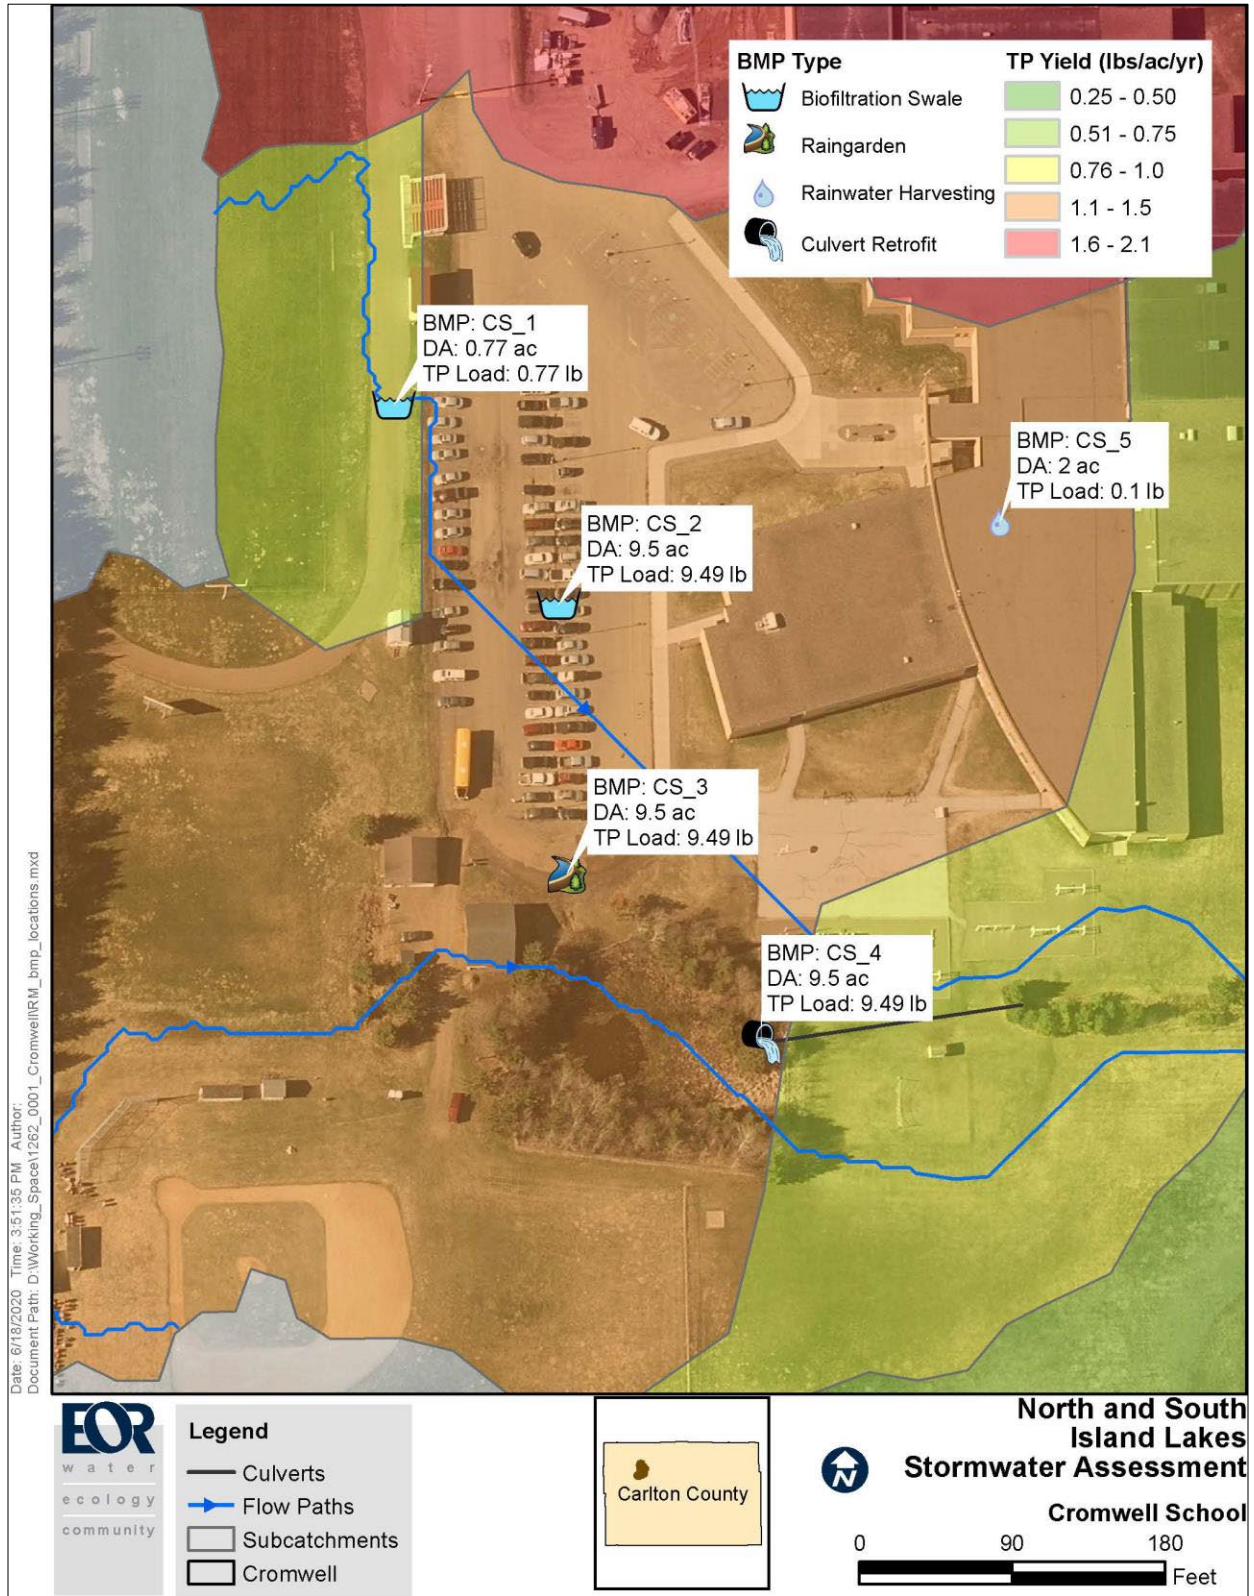 BMP Type
Biofiltration Swale
Raingarden
Rainwater Harvesting
Culvert Retrofit
TP Yield (lbs/ac/yr)
0.25 - 0.50
0.51 - 0.75
0.76 - 1.0
1.1 - 1.5
1.6 - 2.1
BMP: CS_1
DA: 0.77 ac
TP Load: 0.77 lb
BMP: CS_5
DA: 2 ac
TP Load: 0.1 lb
BMP: CS_2
DA: 9.5 ac
TP Load: 9.49 lb
BMP: CS_3
DA: 9.5 ac
TP Load: 9.49 lb
BMP: CS_4
DA: 9.5 ac
TP Load: 9.49 lb
Date: 6/18/2020 Time: 3:51:35 PM Author:
Document Path: D:\Working_Space\1262_0001_Cromwell\RM_bmp_locations.mxd
EOR
water
ecology
community
Legend
Culverts
Flow Paths
Subcatchments
Cromwell
Carlton County
N
North and South
Island Lakes
Stormwater Assessment
Cromwell School
0 90 180
Feet